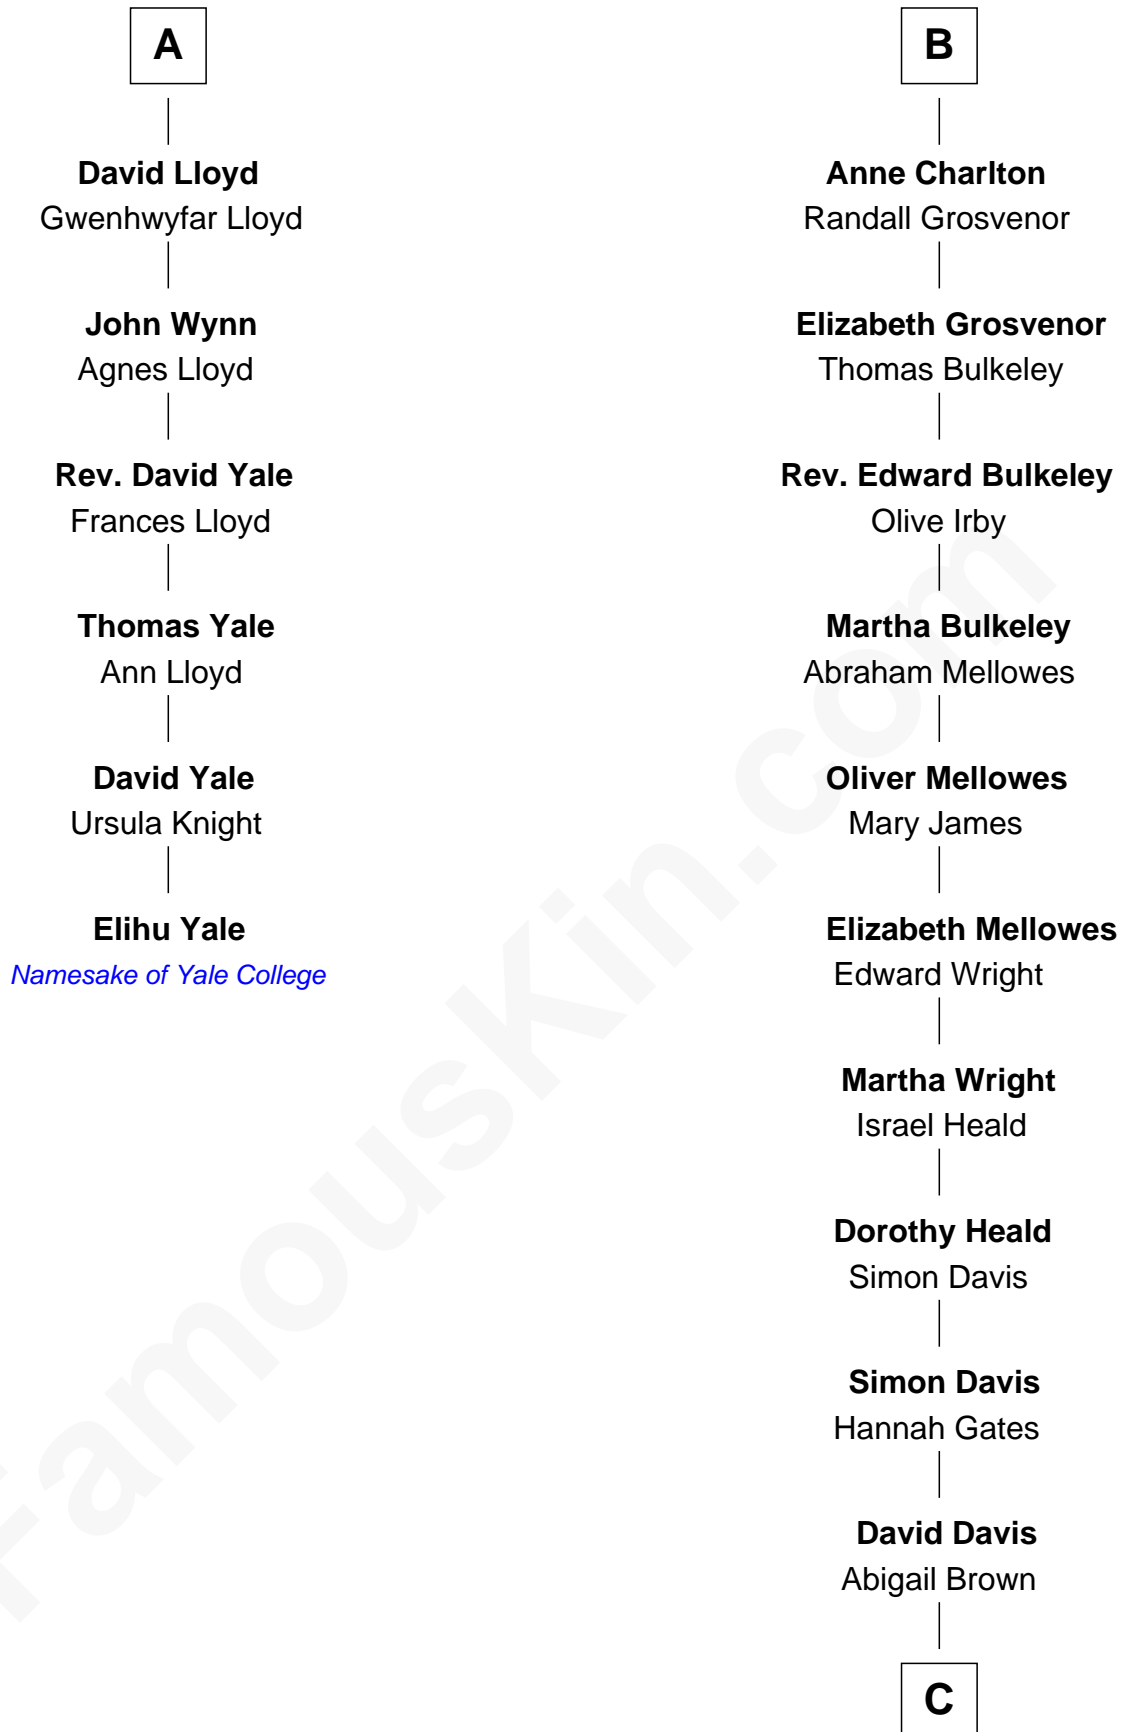 A
David Lloyd
Gwenhwyfar Lloyd
John Wynn
Agnes Lloyd
Rev. David Yale
Frances Lloyd
Thomas Yale
Ann Lloyd
David Yale
Ursula Knight
Elihu Yale
Namesake of Yale College
B
Anne Charlton
Randall Grosvenor
Elizabeth Grosvenor
Thomas Bulkeley
Rev. Edward Bulkeley
Olive Irby
Martha Bulkeley
Abraham Mellowes
Oliver Mellowes
Mary James
Elizabeth Mellowes
Edward Wright
Martha Wright
Israel Heald
Dorothy Heald
Simon Davis
Simon Davis
Hannah Gates
David Davis
Abigail Brown
C
FamousKin.com